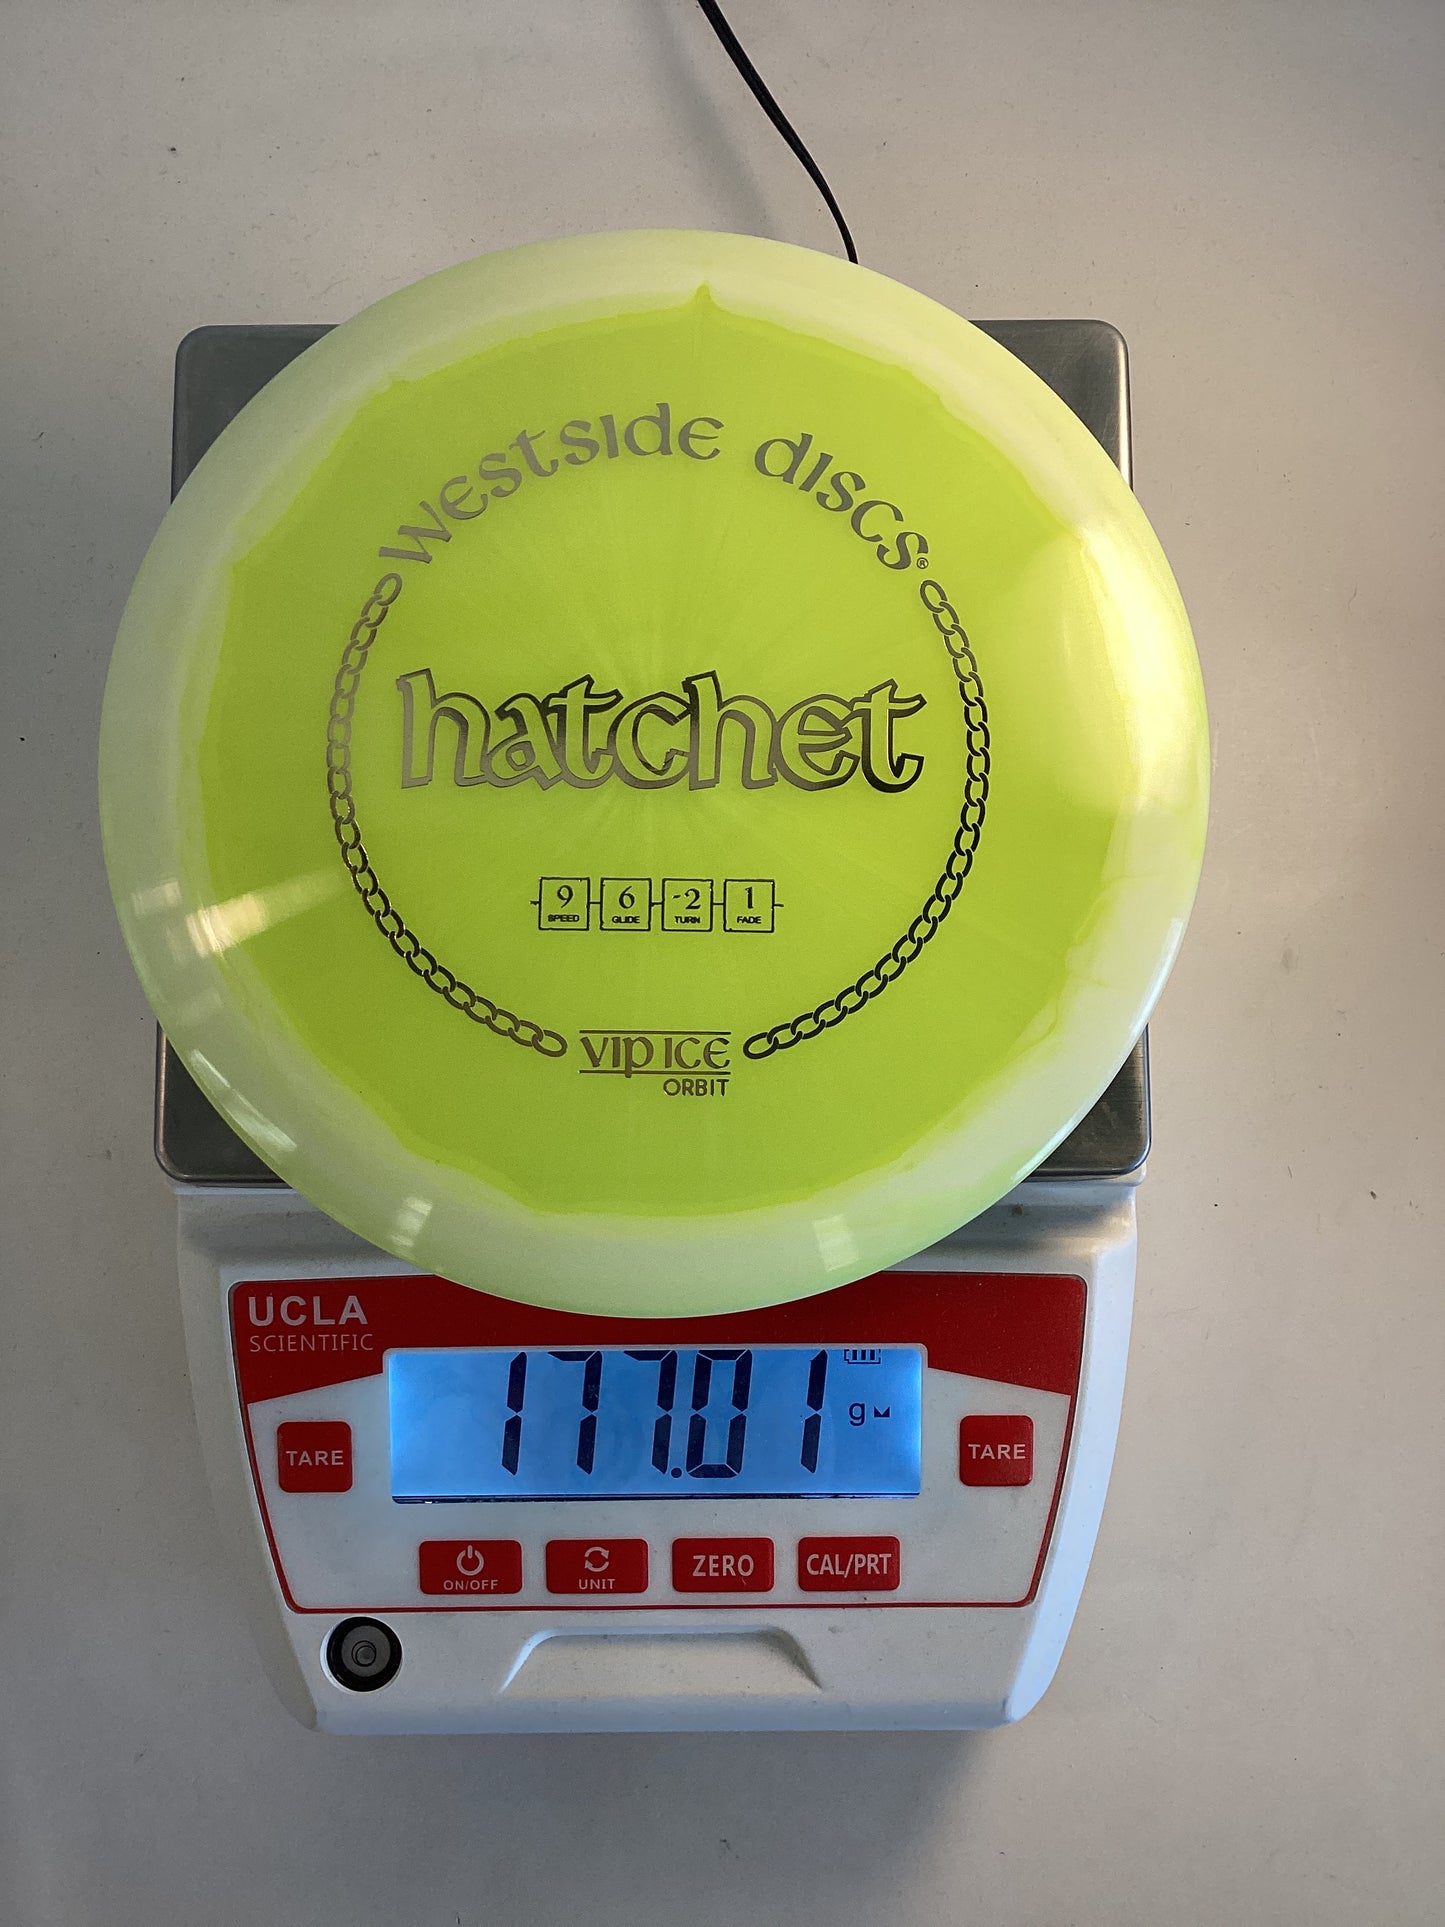 westside discs®
hatchet
9 6 -2 1
SPEED GLIDE TURN FADE
VIP ICE
ORBIT
UCLA
SCIENTIFIC
177.01 g
TARE TARE
ON/OFF UNIT ZERO CAL/PRT